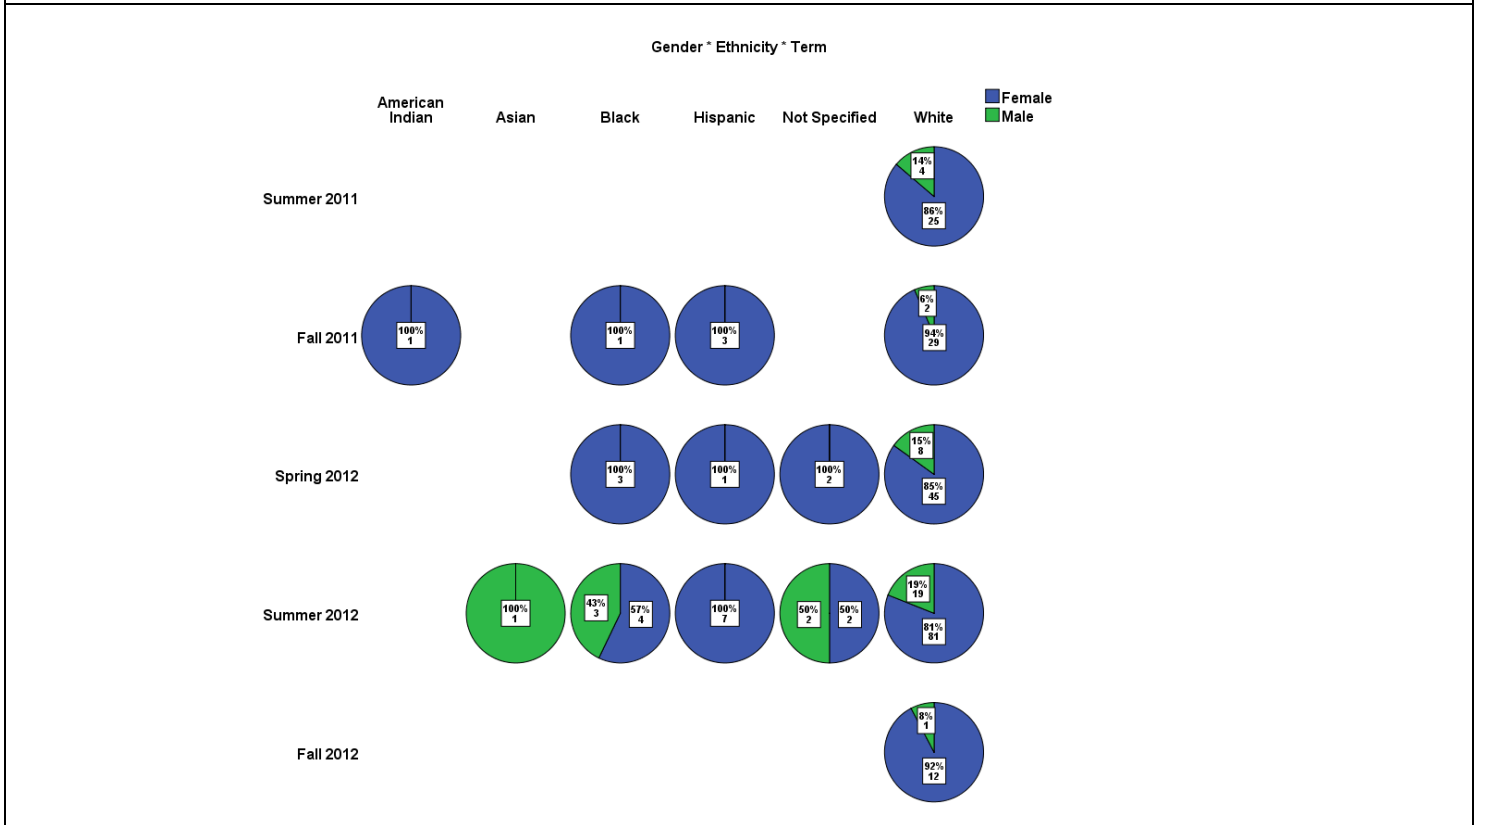 Gender * Ethnicity * Term
American
Indian
Asian
Black
Hispanic
Not Specified
White
Female
Male
Summer 2011
14%
4
86%
25
Fall 2011
100%
1
100%
1
100%
3
6%
2
94%
29
Spring 2012
100%
3
100%
1
100%
2
15%
8
85%
45
Summer 2012
100%
1
43%
3
57%
4
100%
7
50%
2
50%
2
19%
19
81%
81
Fall 2012
8%
1
92%
12